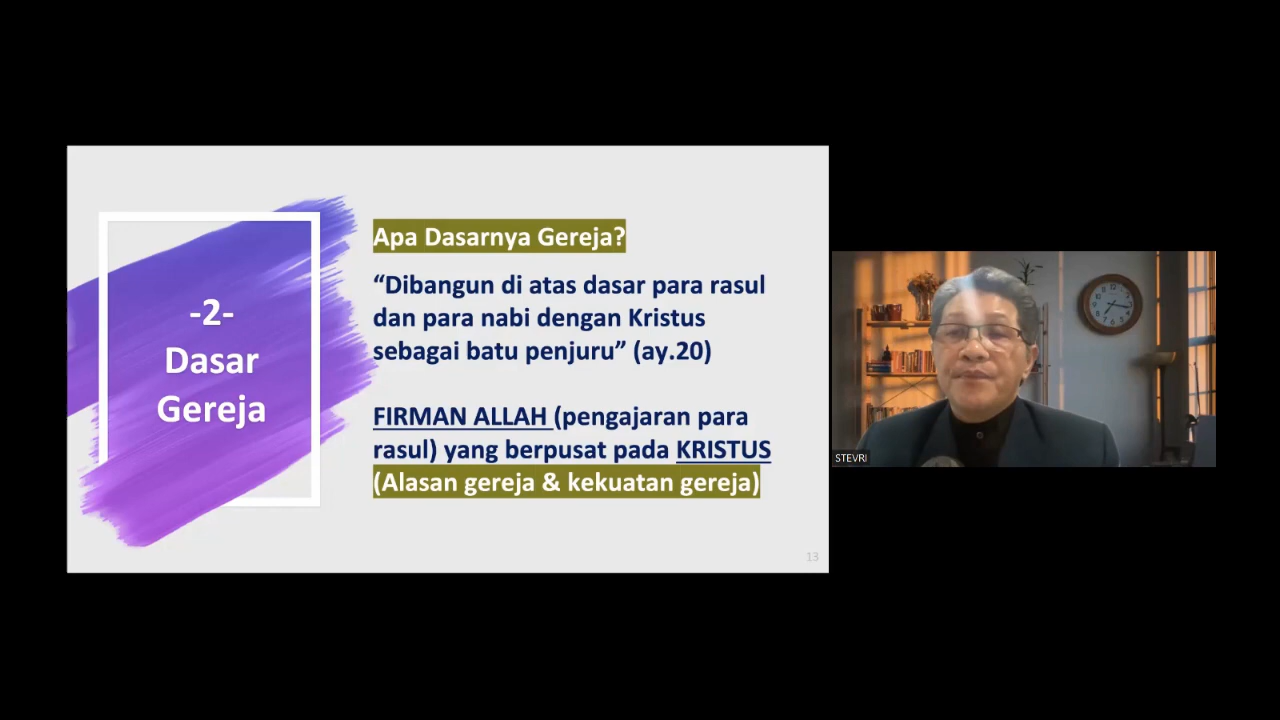 -2-
Dasar
Gereja
Apa Dasarnya Gereja?
“Dibangun di atas dasar para rasul
dan para nabi dengan Kristus
sebagai batu penjuru” (ay.20)
FIRMAN ALLAH (pengajaran para
rasul) yang berpusat pada KRISTUS
(Alasan gereja & kekuatan gereja)
13
STEVRI